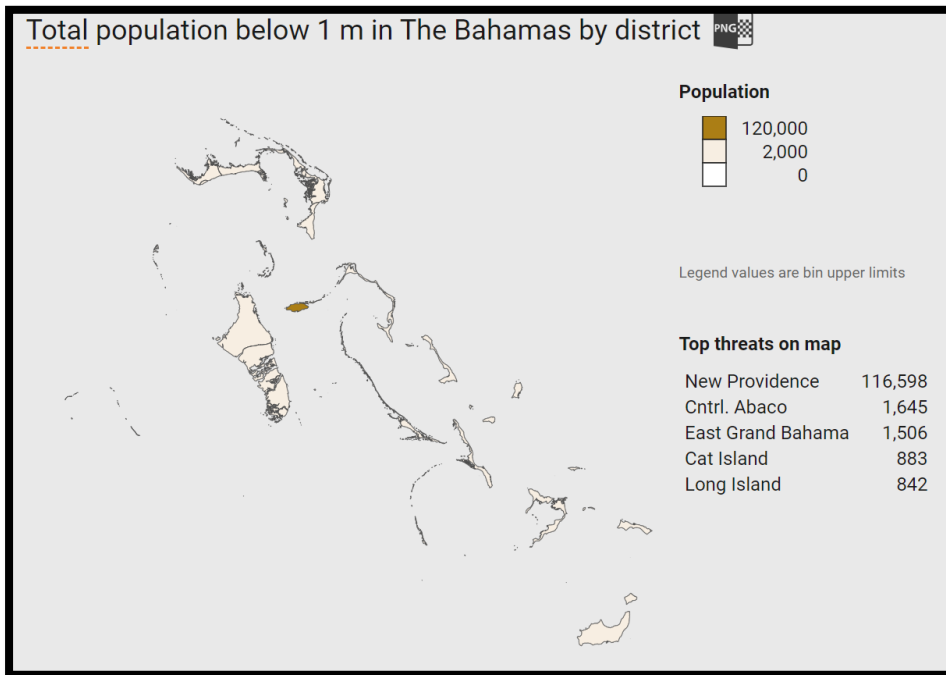 Total population below 1 m in The Bahamas by district
PNG
Population
120,000
2,000
0
Legend values are bin upper limits
Top threats on map
New Providence 116,598
Cntrl. Abaco 1,645
East Grand Bahama 1,506
Cat Island 883
Long Island 842